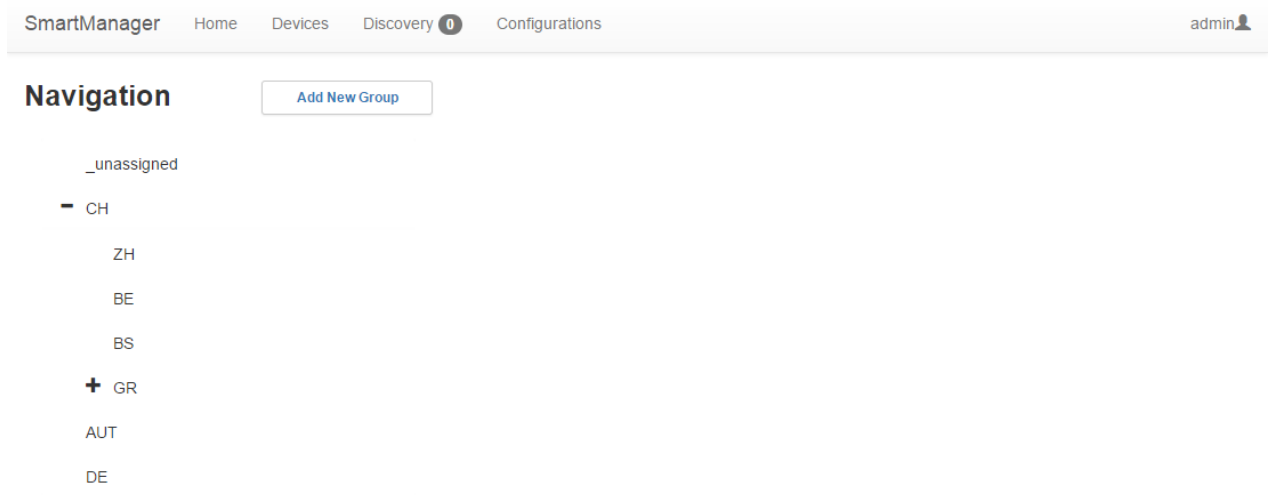 SmartManager Home Devices Discovery 0 Configurations admin
Navigation Add New Group
_unassigned
CH
ZH
BE
BS
GR
AUT
DE